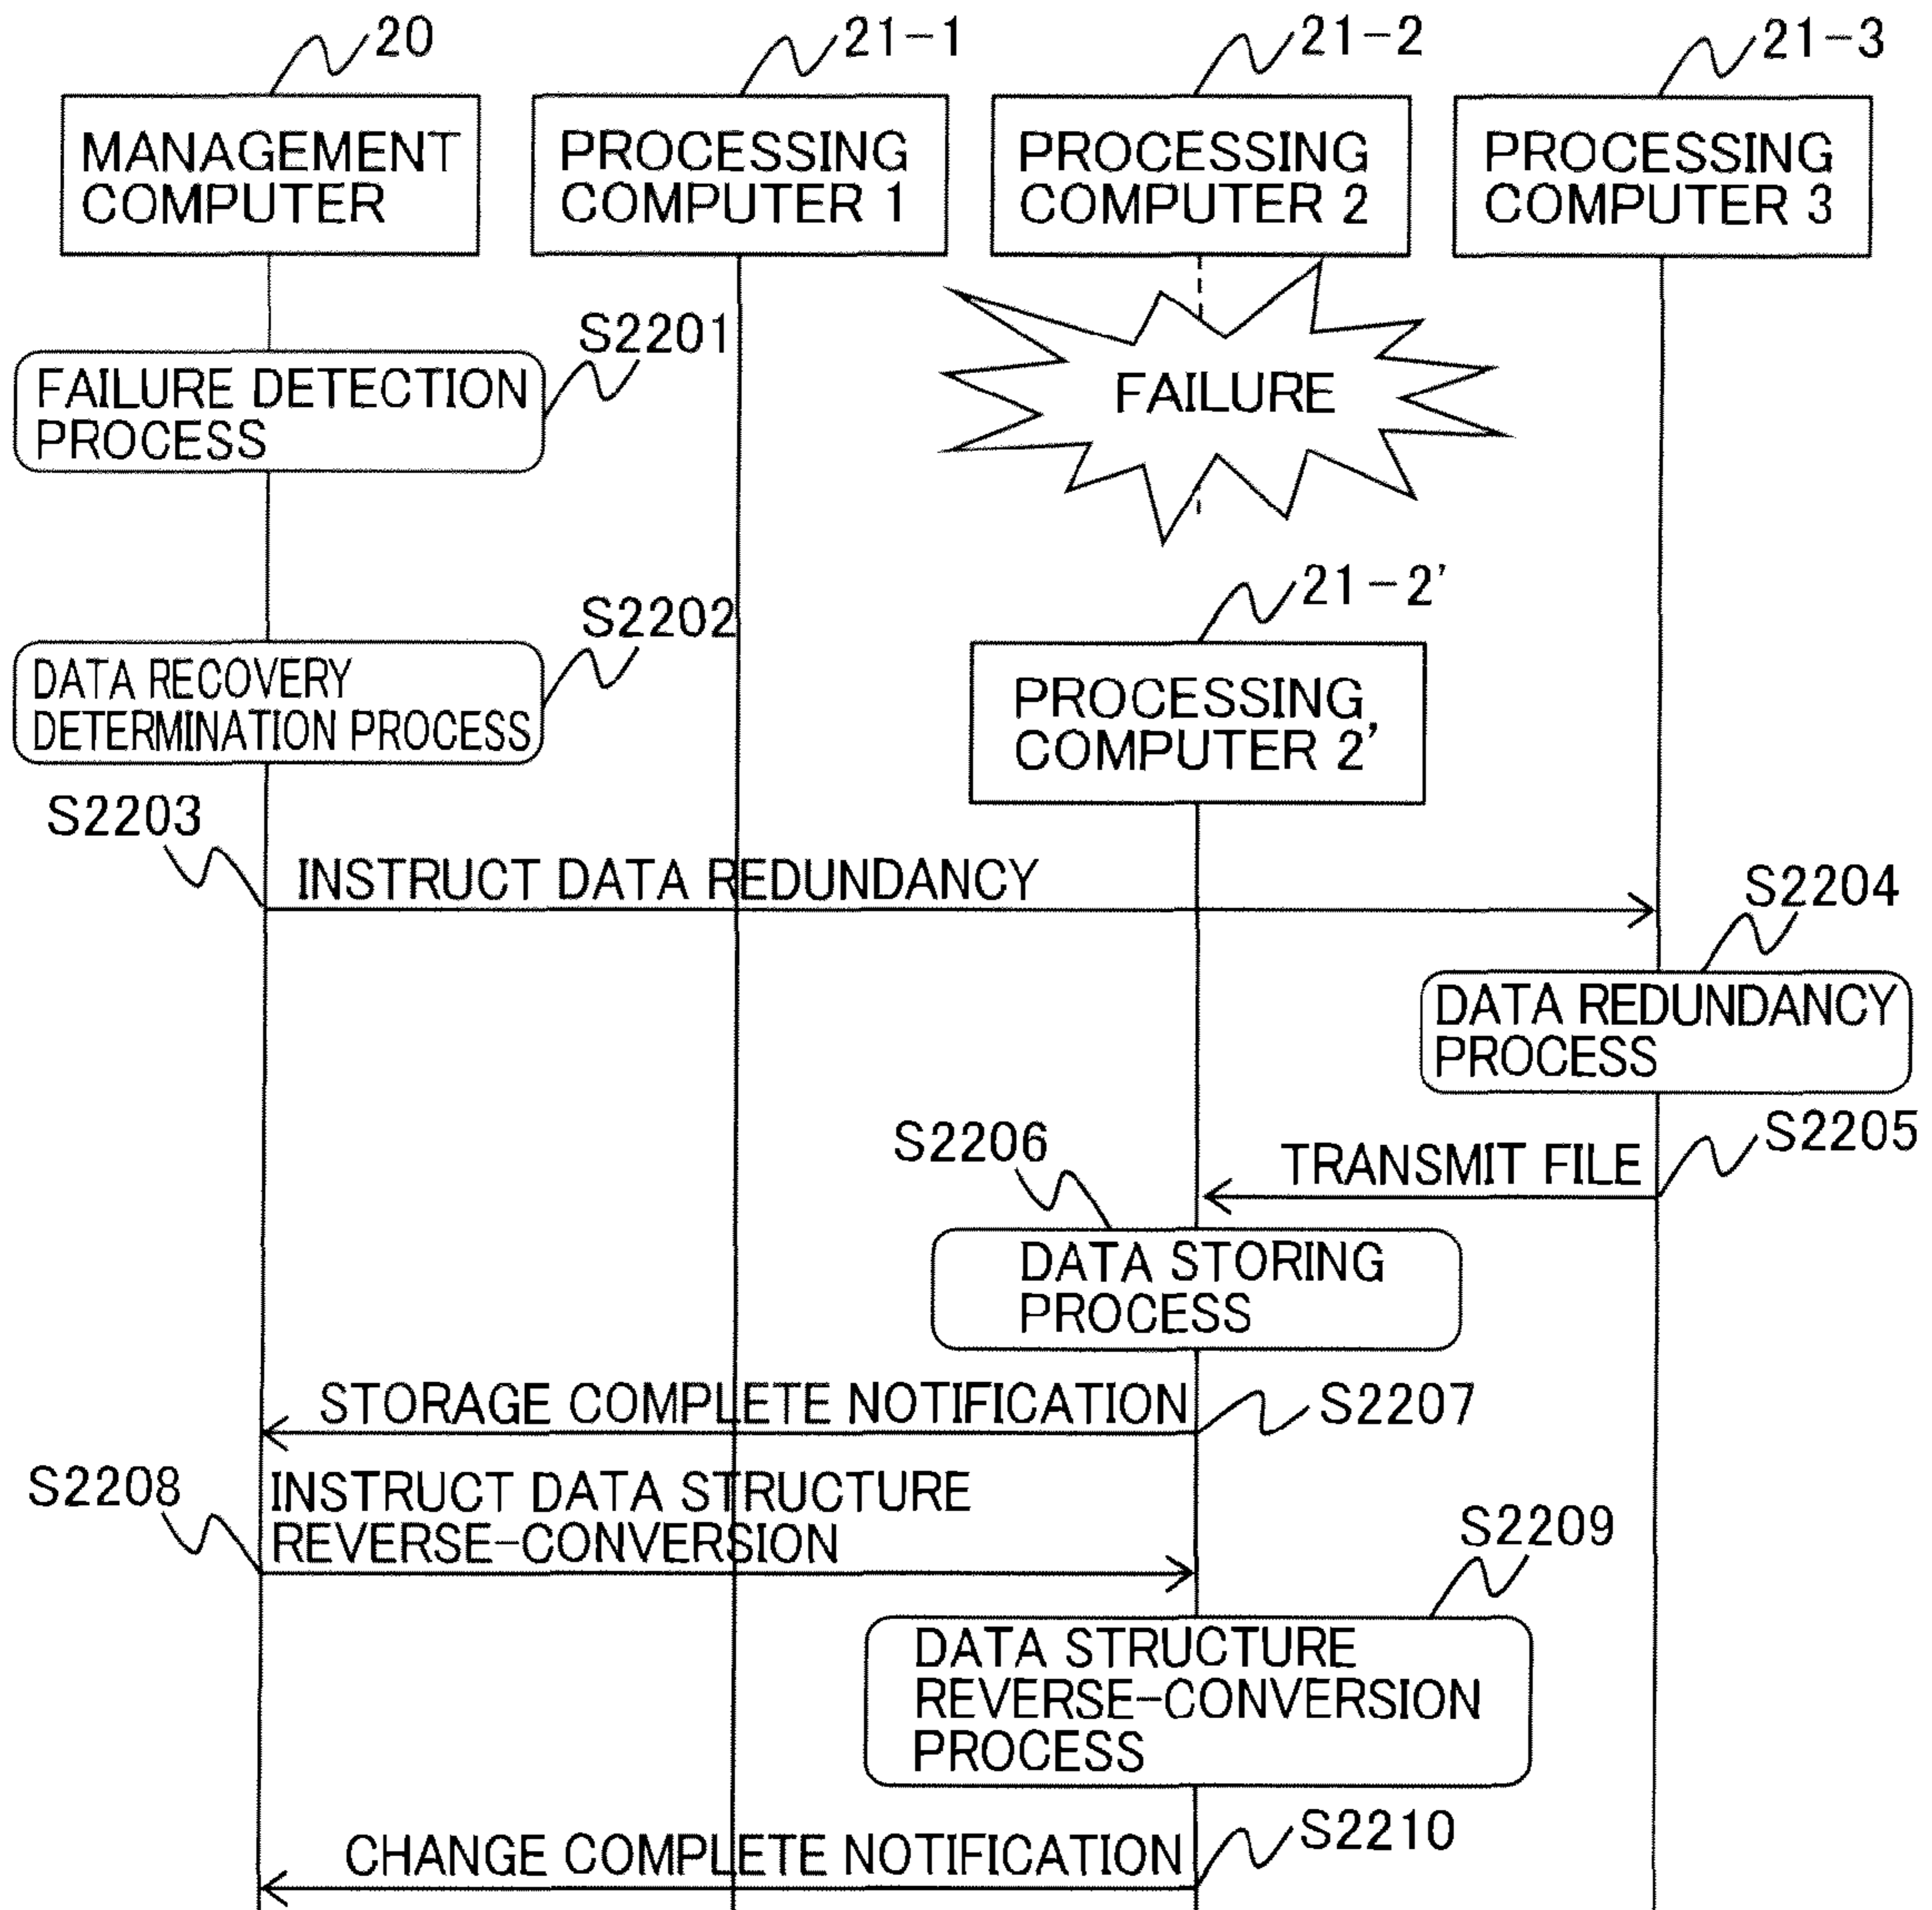 20
21-1
21-2
21-3
MANAGEMENT
COMPUTER
PROCESSING
COMPUTER 1
PROCESSING
COMPUTER 2
PROCESSING
COMPUTER 3
S2201
FAILURE DETECTION
PROCESS
FAILURE
21-2'
S2202
DATA RECOVERY
DETERMINATION PROCESS
PROCESSING
COMPUTER 2'
S2203
INSTRUCT DATA REDUNDANCY
S2204
DATA REDUNDANCY
PROCESS
S2205
TRANSMIT FILE
S2206
DATA STORING
PROCESS
STORAGE COMPLETE NOTIFICATION
S2207
S2208
INSTRUCT DATA STRUCTURE
REVERSE-CONVERSION
S2209
DATA STRUCTURE
REVERSE-CONVERSION
PROCESS
S2210
CHANGE COMPLETE NOTIFICATION